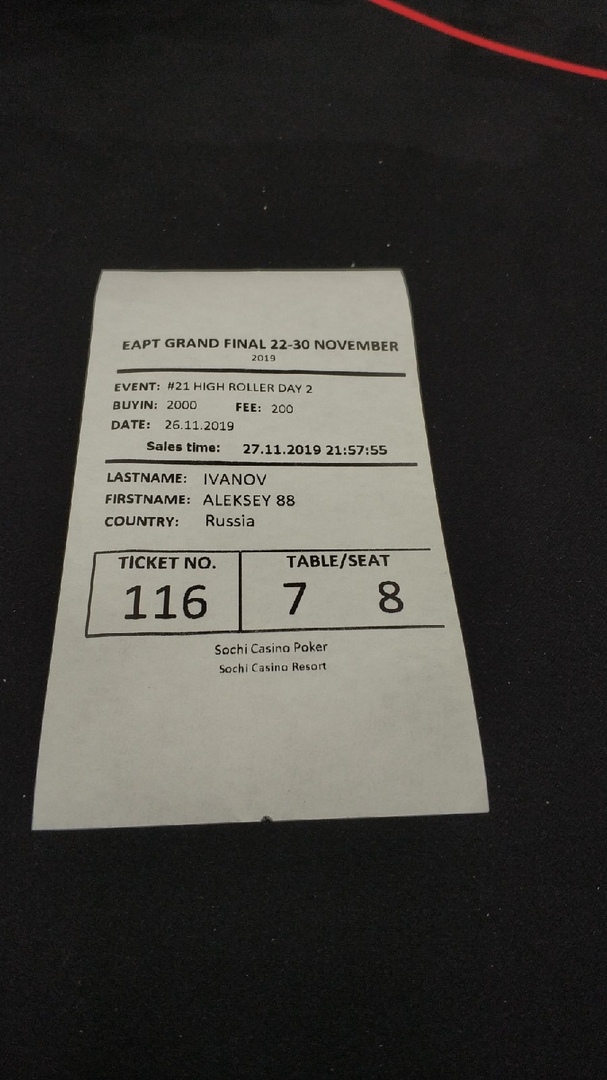 EAPT GRAND FINAL 22-30 NOVEMBER
2019
EVENT: #21 HIGH ROLLER DAY 2
BUYIN: 2000 FEE: 200
DATE: 26.11.2019
Sales time: 27.11.2019 21:57:55
LASTNAME: IVANOV
FIRSTNAME: ALEKSEY 88
COUNTRY: Russia
TICKET NO. TABLE/SEAT
116 7 8
Sochi Casino Poker
Sochi Casino Resort